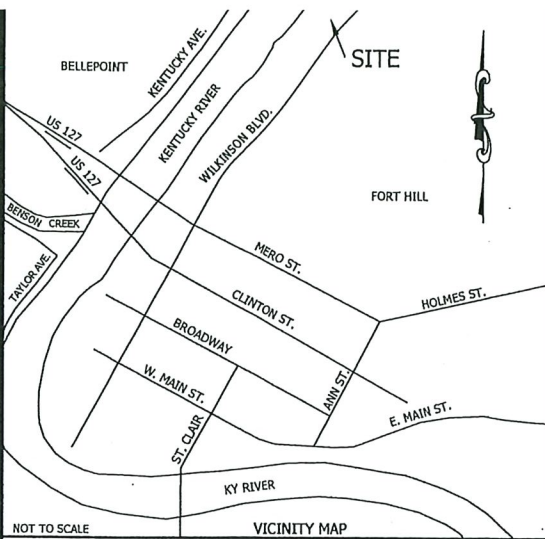 BELLEPOINT
KENTUCKY AVE.
SITE
KENTUCKY RIVER
WILKINSON BLVD.
US 127
US 127
FORT HILL
BENSON CREEK
TAYLOR AVE.
MERO ST.
HOLMES ST.
CLINTON ST.
BROADWAY
W. MAIN ST.
ANN ST.
E. MAIN ST.
ST. CLAIR
KY RIVER
NOT TO SCALE
VICINITY MAP